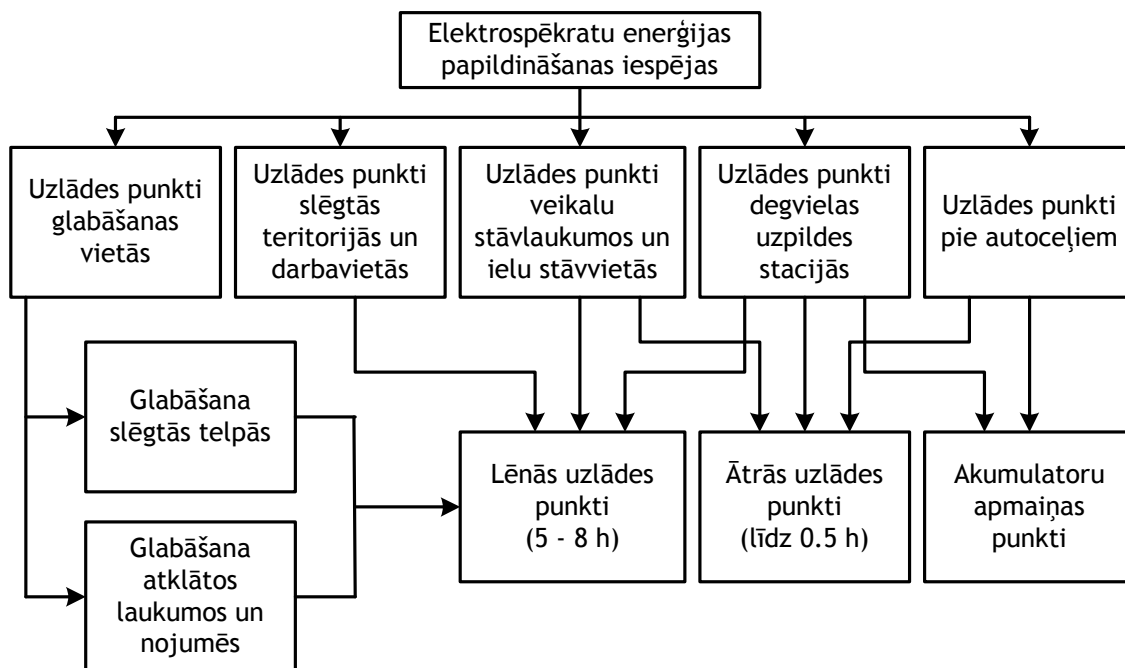 Elektrospēkratu enerģijas
papildināšanas iespējas
Uzlādes punkti
glabāšanas
vietās
Uzlādes punkti
slēgtās
teritorijās un
darbavietās
Uzlādes punkti
veikalu
stāvlaukumos un
ielu stāvvietās
Uzlādes punkti
degvielas
uzpildes
stacijās
Uzlādes punkti
pie autoceļiem
Glabāšana
slēgtās telpās
Glabāšana
atklātos
laukumos un
nojumēs
Lēnās uzlādes
punkti
(5 - 8 h)
Ātrās uzlādes
punkti
(līdz 0.5 h)
Akumulatoru
apmaiņas
punkti